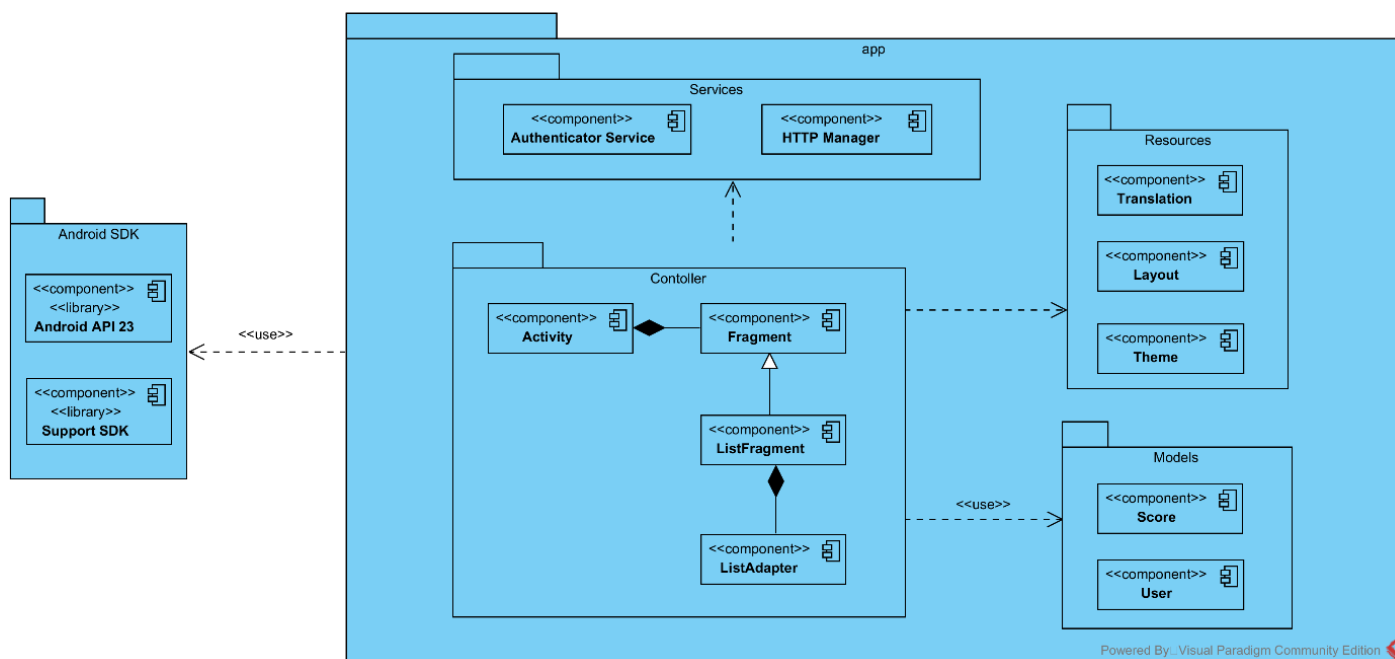 app
Services
<<component>>
Authenticator Service
<<component>>
HTTP Manager
Resources
<<component>>
Translation
<<component>>
Layout
<<component>>
Theme
Android SDK
<<component>>
<<library>>
Android API 23
<<component>>
<<library>>
Support SDK
<<use>>
Contoller
<<component>>
Activity
<<component>>
Fragment
<<component>>
ListFragment
<<component>>
ListAdapter
<<use>>
Models
<<component>>
Score
<<component>>
User
Powered By: Visual Paradigm Community Edition